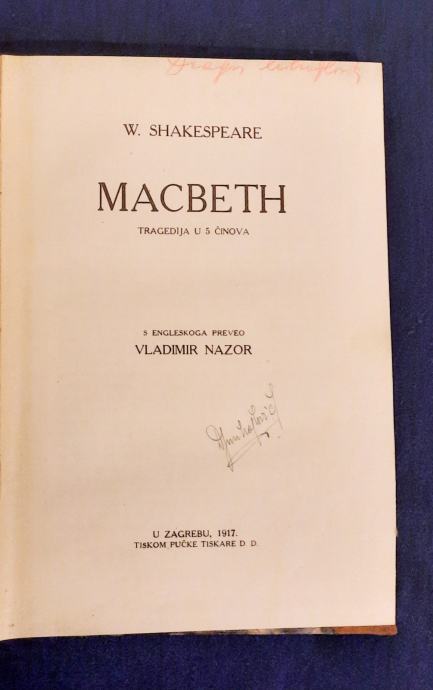 W. SHAKESPEARE
MACBETH
TRAGEDIJA U 5 ČINOVA
S ENGLESKOGA PREVEO
VLADIMIR NAZOR
U ZAGREBU, 1917.
TISKOM PUČKE TISKARE D. D.